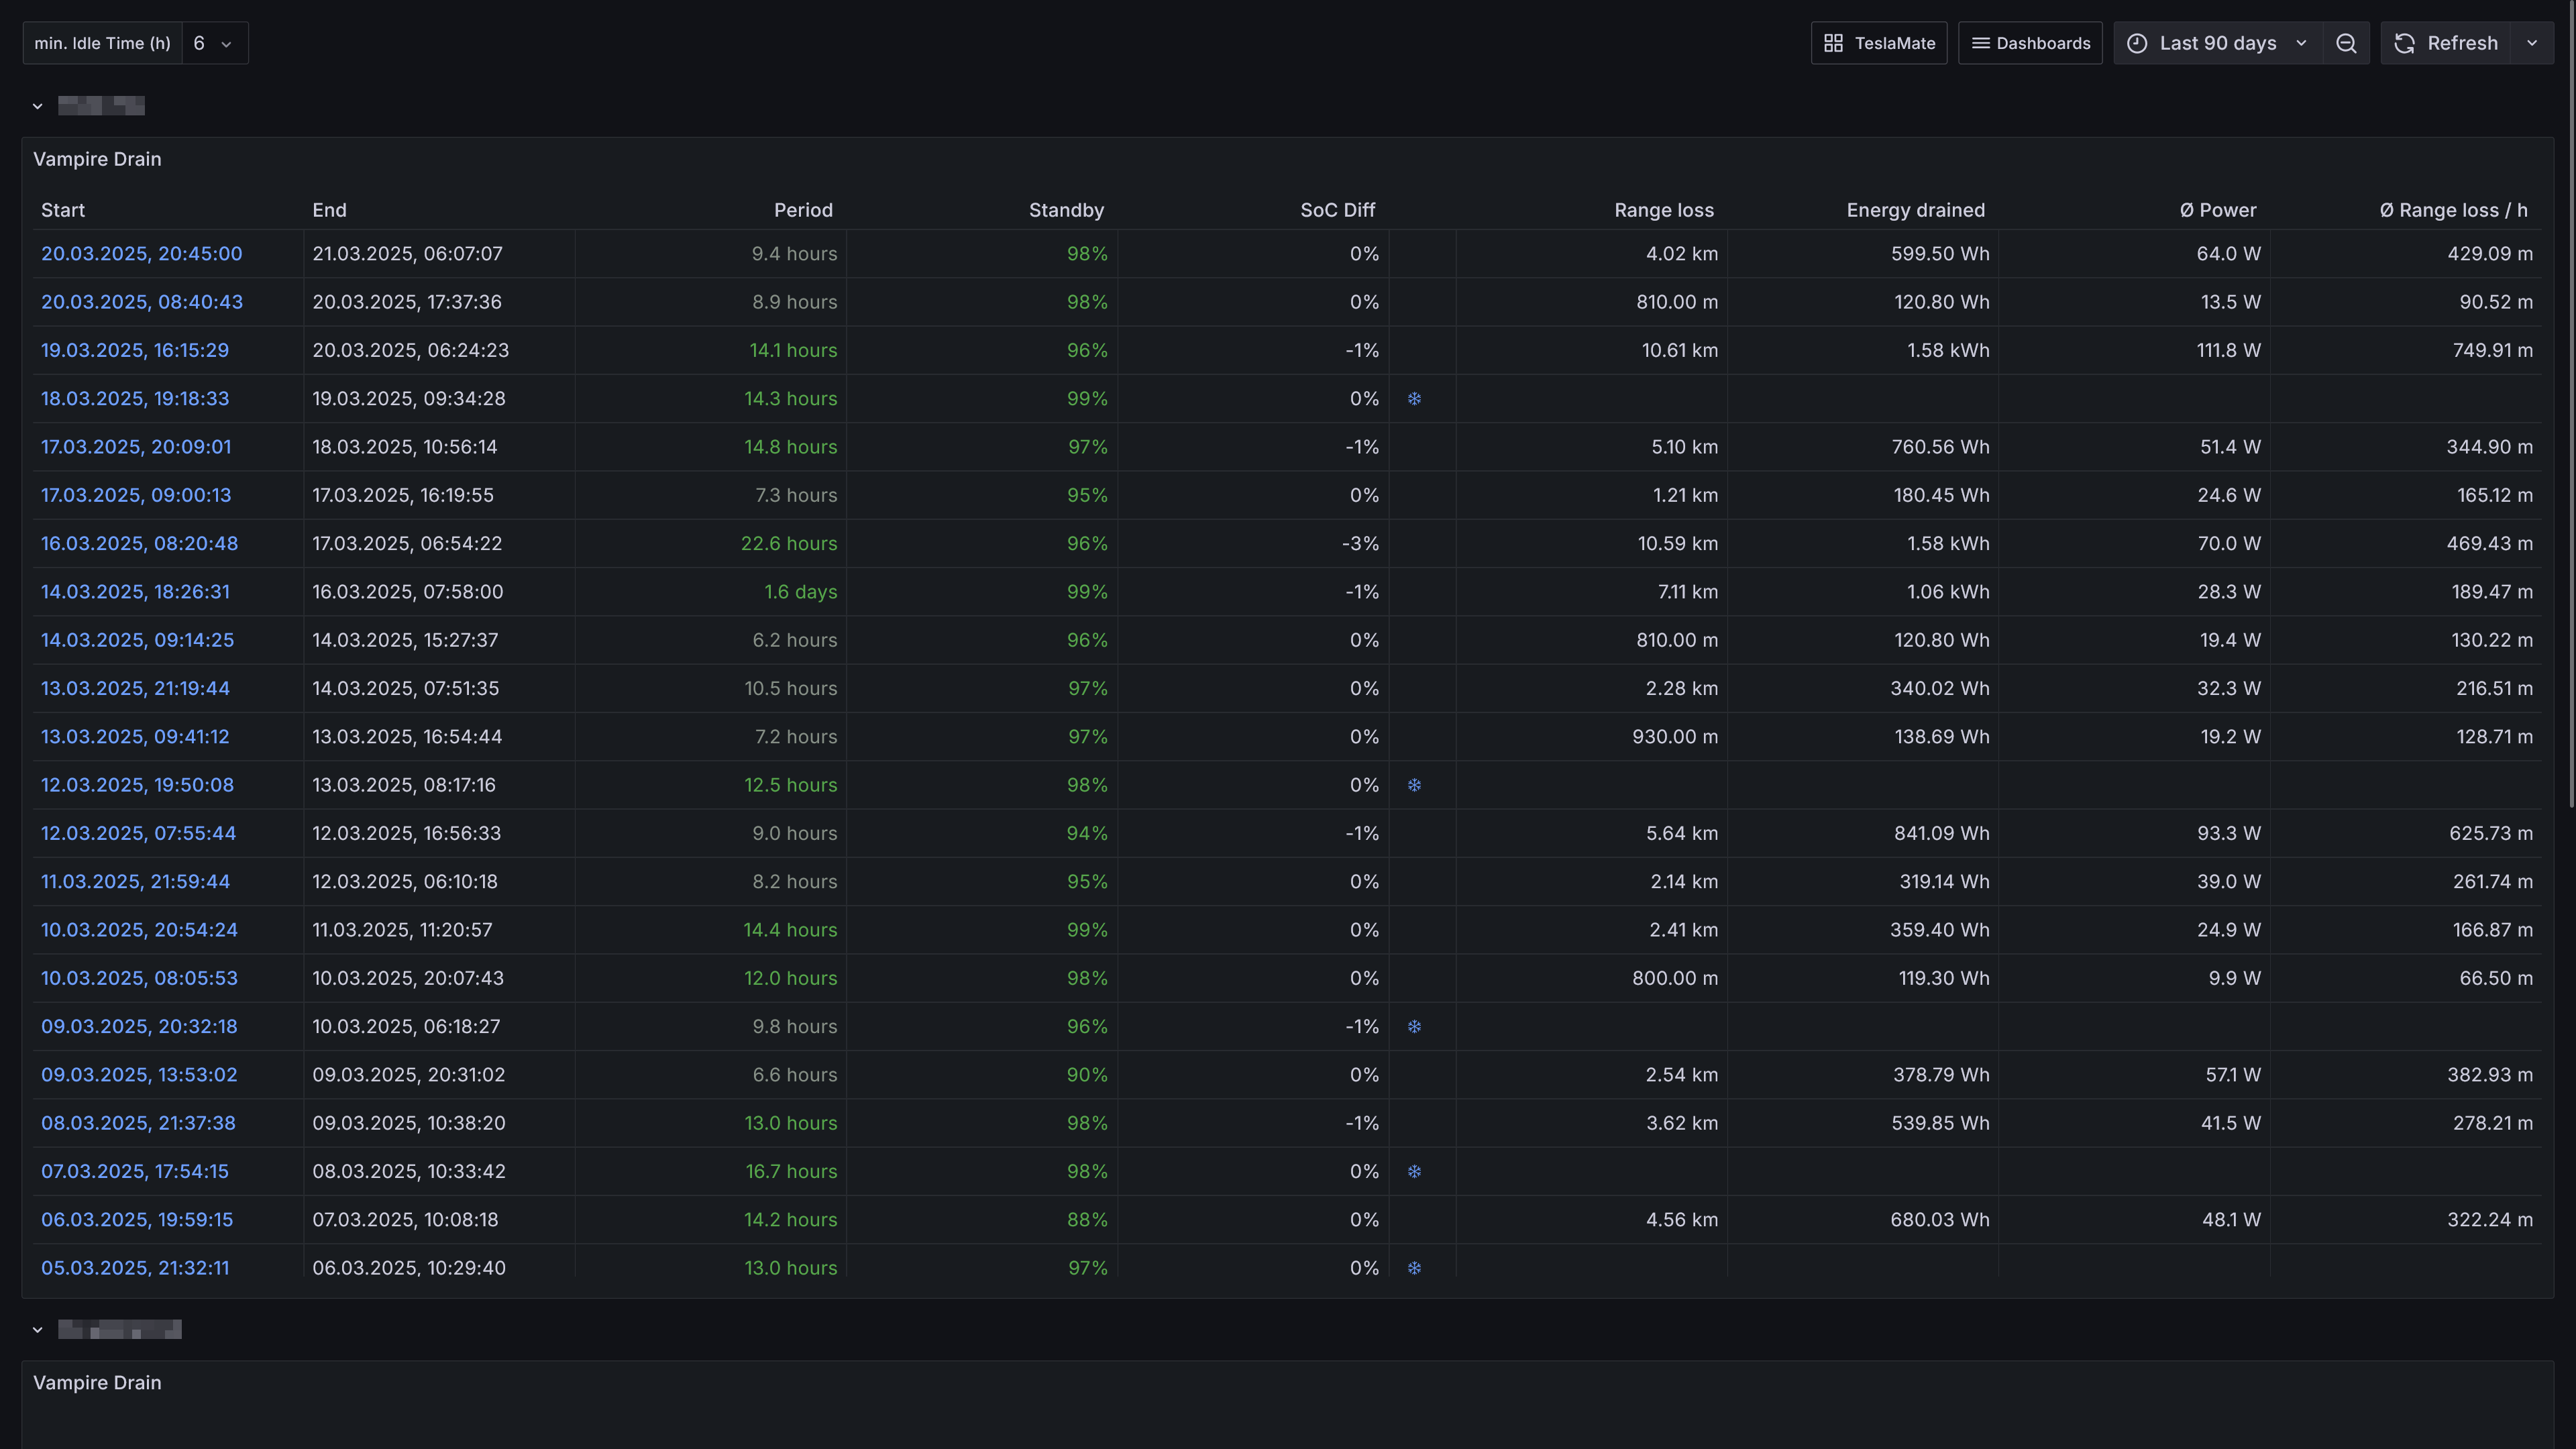 min. Idle Time (h) 6 TeslaMate Dashboards Last 90 days Refresh
Vampire Drain
Start End Period Standby SoC Diff Range loss Energy drained Ø Power Ø Range loss / h
20.03.2025, 20:45:00 21.03.2025, 06:07:07 9.4 hours 98% 0% 4.02 km 599.50 Wh 64.0 W 429.09 m
20.03.2025, 08:40:43 20.03.2025, 17:37:36 8.9 hours 98% 0% 810.00 m 120.80 Wh 13.5 W 90.52 m
19.03.2025, 16:15:29 20.03.2025, 06:24:23 14.1 hours 96% -1% 10.61 km 1.58 kWh 111.8 W 749.91 m
18.03.2025, 19:18:33 19.03.2025, 09:34:28 14.3 hours 99% 0% ❄
17.03.2025, 20:09:01 18.03.2025, 10:56:14 14.8 hours 97% -1% 5.10 km 760.56 Wh 51.4 W 344.90 m
17.03.2025, 09:00:13 17.03.2025, 16:19:55 7.3 hours 95% 0% 1.21 km 180.45 Wh 24.6 W 165.12 m
16.03.2025, 08:20:48 17.03.2025, 06:54:22 22.6 hours 96% -3% 10.59 km 1.58 kWh 70.0 W 469.43 m
14.03.2025, 18:26:31 16.03.2025, 07:58:00 1.6 days 99% -1% 7.11 km 1.06 kWh 28.3 W 189.47 m
14.03.2025, 09:14:25 14.03.2025, 15:27:37 6.2 hours 96% 0% 810.00 m 120.80 Wh 19.4 W 130.22 m
13.03.2025, 21:19:44 14.03.2025, 07:51:35 10.5 hours 97% 0% 2.28 km 340.02 Wh 32.3 W 216.51 m
13.03.2025, 09:41:12 13.03.2025, 16:54:44 7.2 hours 97% 0% 930.00 m 138.69 Wh 19.2 W 128.71 m
12.03.2025, 19:50:08 13.03.2025, 08:17:16 12.5 hours 98% 0% ❄
12.03.2025, 07:55:44 12.03.2025, 16:56:33 9.0 hours 94% -1% 5.64 km 841.09 Wh 93.3 W 625.73 m
11.03.2025, 21:59:44 12.03.2025, 06:10:18 8.2 hours 95% 0% 2.14 km 319.14 Wh 39.0 W 261.74 m
10.03.2025, 20:54:24 11.03.2025, 11:20:57 14.4 hours 99% 0% 2.41 km 359.40 Wh 24.9 W 166.87 m
10.03.2025, 08:05:53 10.03.2025, 20:07:43 12.0 hours 98% 0% 800.00 m 119.30 Wh 9.9 W 66.50 m
09.03.2025, 20:32:18 10.03.2025, 06:18:27 9.8 hours 96% -1% ❄
09.03.2025, 13:53:02 09.03.2025, 20:31:02 6.6 hours 90% 0% 2.54 km 378.79 Wh 57.1 W 382.93 m
08.03.2025, 21:37:38 09.03.2025, 10:38:20 13.0 hours 98% -1% 3.62 km 539.85 Wh 41.5 W 278.21 m
07.03.2025, 17:54:15 08.03.2025, 10:33:42 16.7 hours 98% 0% ❄
06.03.2025, 19:59:15 07.03.2025, 10:08:18 14.2 hours 88% 0% 4.56 km 680.03 Wh 48.1 W 322.24 m
05.03.2025, 21:32:11 06.03.2025, 10:29:40 13.0 hours 97% 0% ❄
Vampire Drain